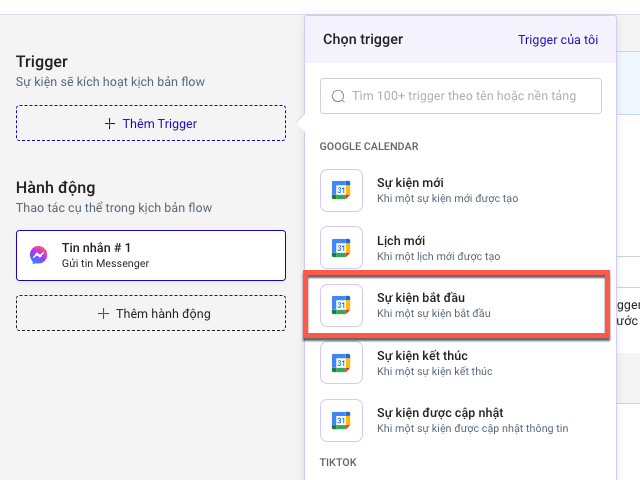 Trigger
Sự kiện sẽ kích hoạt kịch bản flow
Thêm Trigger
Hành động
Thao tác cụ thể trong kịch bản flow
Tin nhắn # 1
Gửi tin Messenger
Thêm hành động
Chọn trigger
Trigger của tôi
Tìm 100+ trigger theo tên hoặc nền tảng
GOOGLE CALENDAR
31
Sự kiện mới
Khi một sự kiện mới được tạo
31
Lịch mới
Khi một lịch mới được tạo
31
Sự kiện bắt đầu
Khi một sự kiện bắt đầu
31
Sự kiện kết thúc
Khi một sự kiện kết thúc
31
Sự kiện được cập nhật
Khi một sự kiện được cập nhật thông tin
TIKTOK